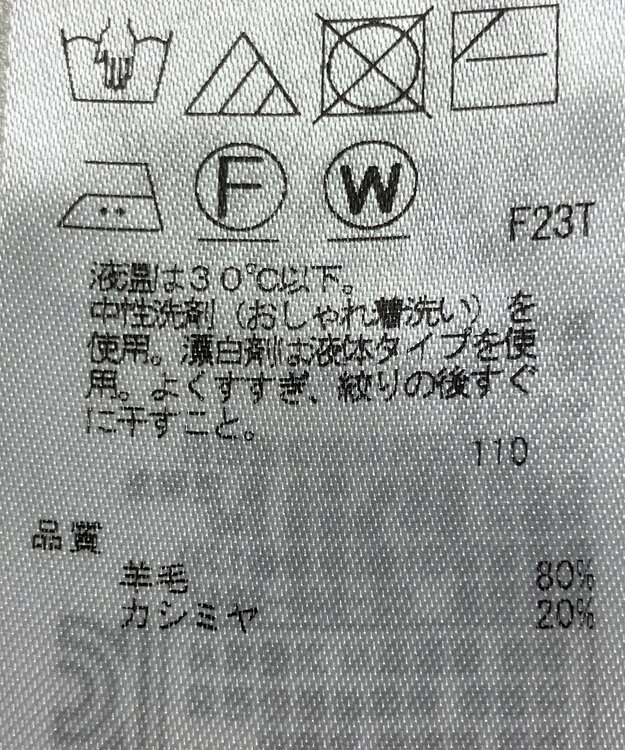 F W
F23T
液温は30℃以下。
中性洗剤（おしゃれ着洗い）を
使用。漂白剤は液体タイプを使
用。よくすすぎ、絞りの後すぐ
に干すこと。
110
品質
羊毛 80%
カシミヤ 20%